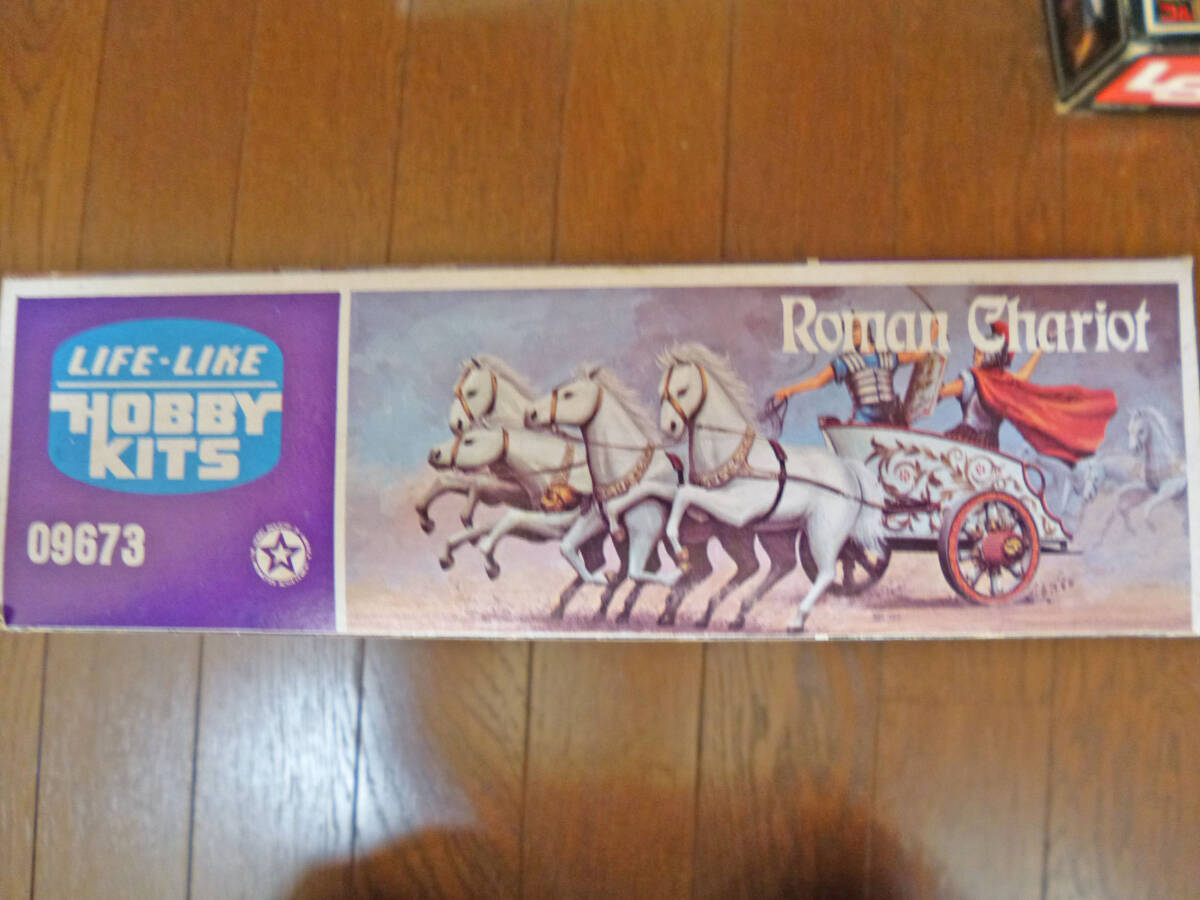 LIFE-LIKE
HOBBY
KITS
09673
Roman Chariot